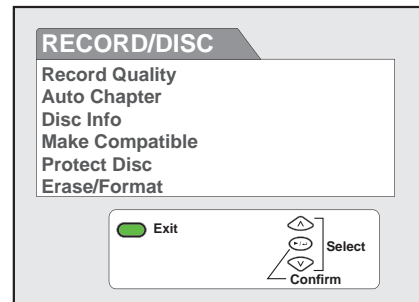 RECORD/DISC
Record Quality
Auto Chapter
Disc Info
Make Compatible
Protect Disc
Erase/Format
Exit
Select
Confirm